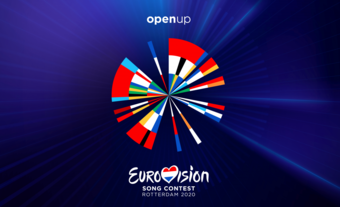 open up
EUROVISION
SONG CONTEST
ROTTERDAM 2020